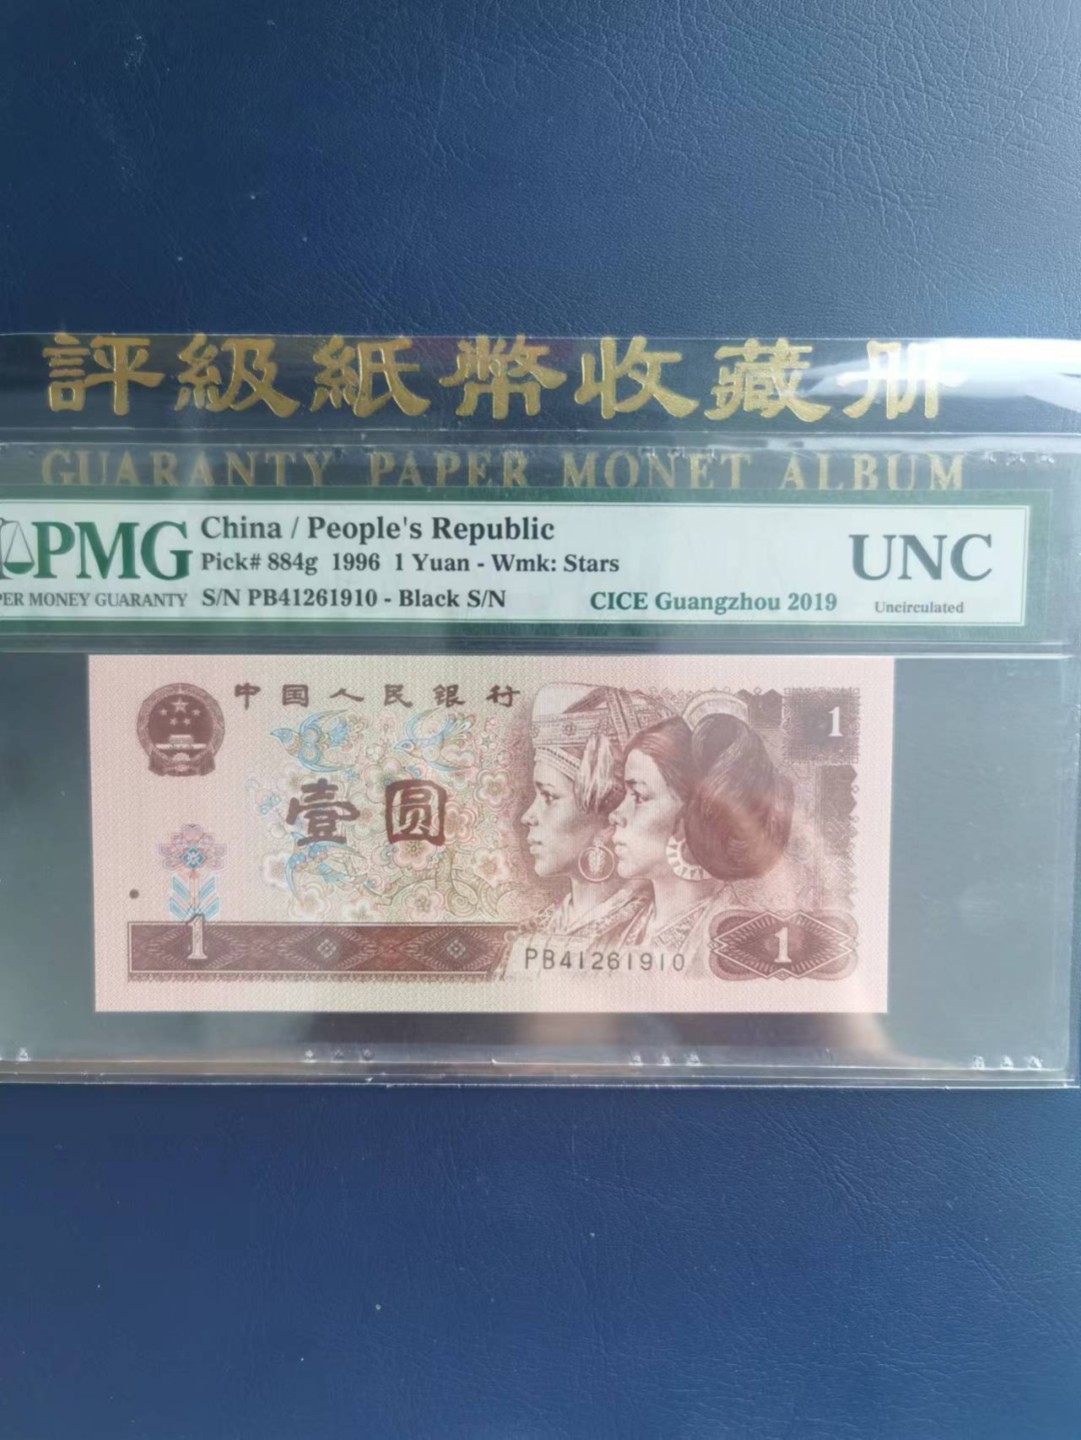 評級紙幣收藏册
GUARANTY PAPER MONET ALBUM
PMG
PER MONEY GUARANTY
China / People's Republic
Pick# 884g 1996 1 Yuan - Wmk: Stars
S/N PB41261910 - Black S/N
CICE Guangzhou 2019
UNC
Uncirculated
中国人民银行
1
壹圆
1
PB41261910
1